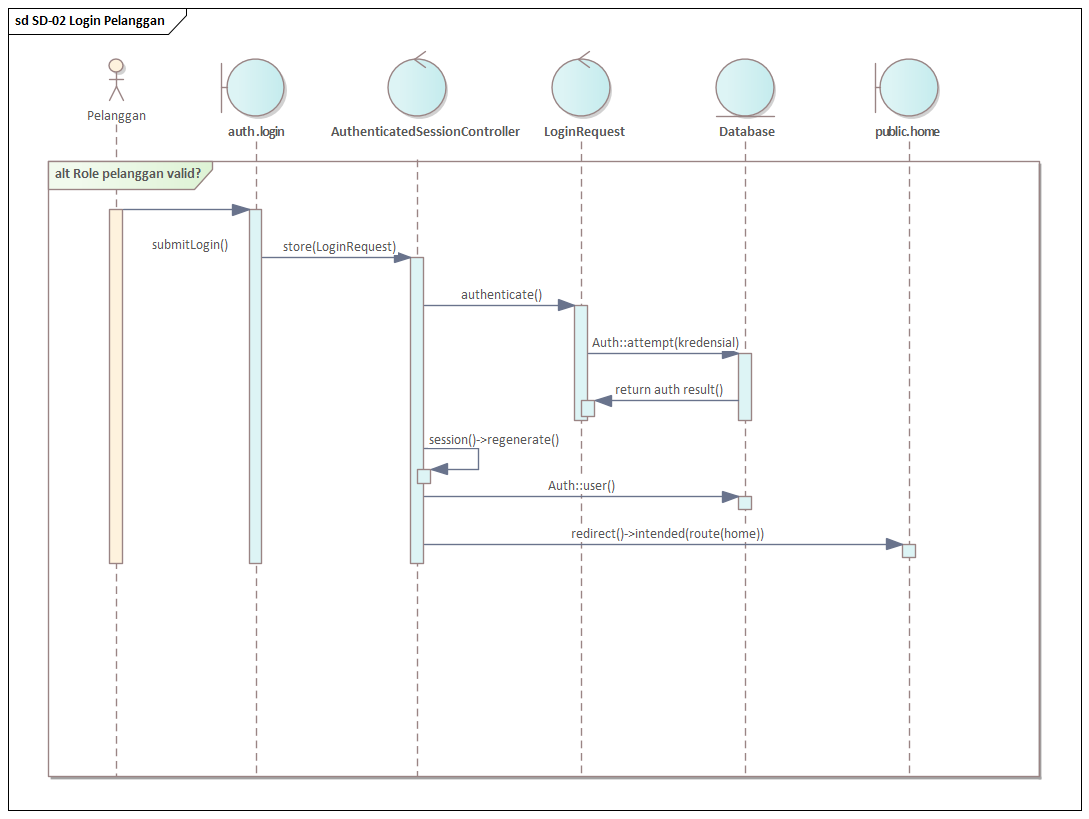 sd SD-02 Login Pelanggan
Pelanggan
auth.login
AuthenticatedSessionController
LoginRequest
Database
public.home
alt Role pelanggan valid?
submitLogin()
store(LoginRequest)
authenticate()
Auth::attempt(kredensial)
return auth result()
session()->regenerate()
Auth::user()
redirect()->intended(route(home))